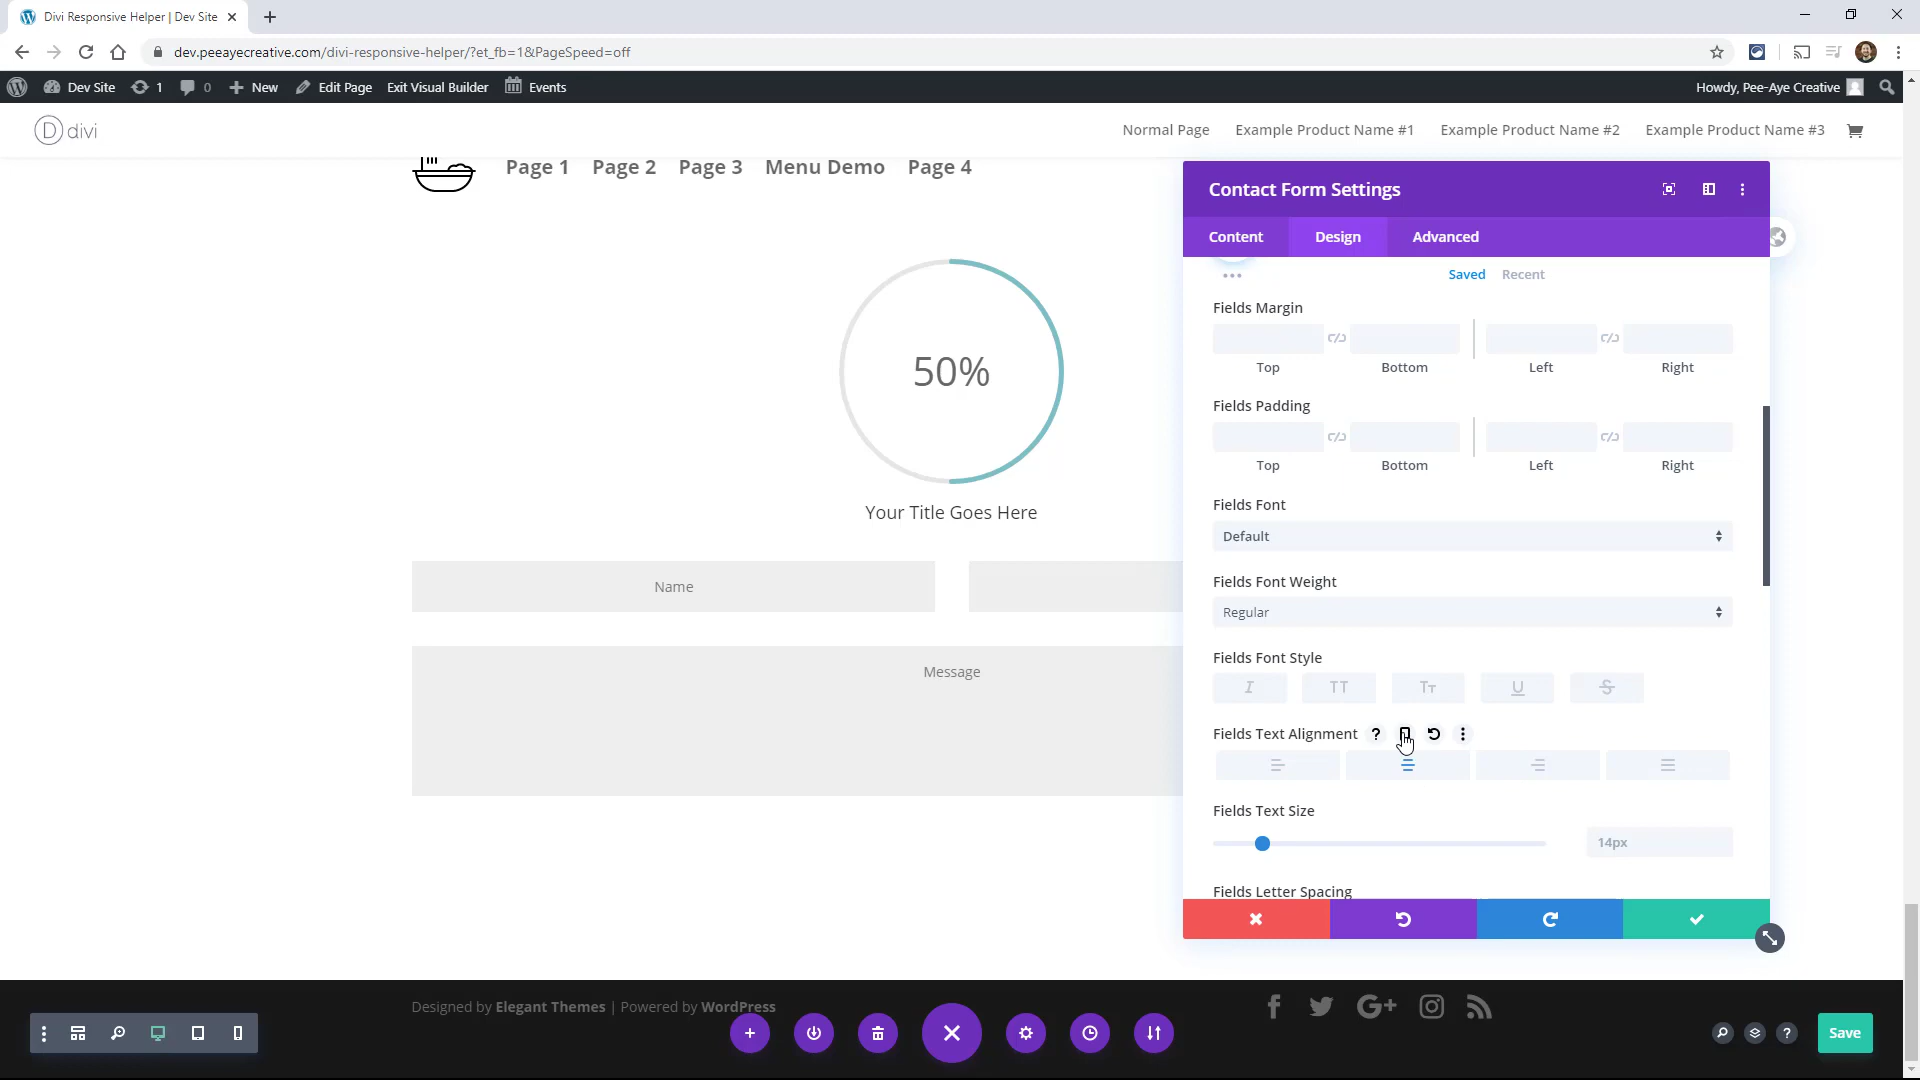 Divi Responsive Helper | Dev Site
dev.peeayecreative.com/divi-responsive-helper/?et_fb=1&PageSpeed=off
Dev Site 1 0 New Edit Page Exit Visual Builder Events Howdy, Pee-Aye Creative
D divi Normal Page Example Product Name #1 Example Product Name #2 Example Product Name #3
Page 1 Page 2 Page 3 Menu Demo Page 4
Contact Form Settings
Content Design Advanced
Saved Recent
Fields Margin
Top Bottom Left Right
Fields Padding
Top Bottom Left Right
Fields Font
Default
Fields Font Weight
Regular
Fields Font Style
I TT Tт U S
Fields Text Alignment ?
Fields Text Size
14px
Fields Letter Spacing
50%
Your Title Goes Here
Name
Message
Designed by Elegant Themes | Powered by WordPress
? Save